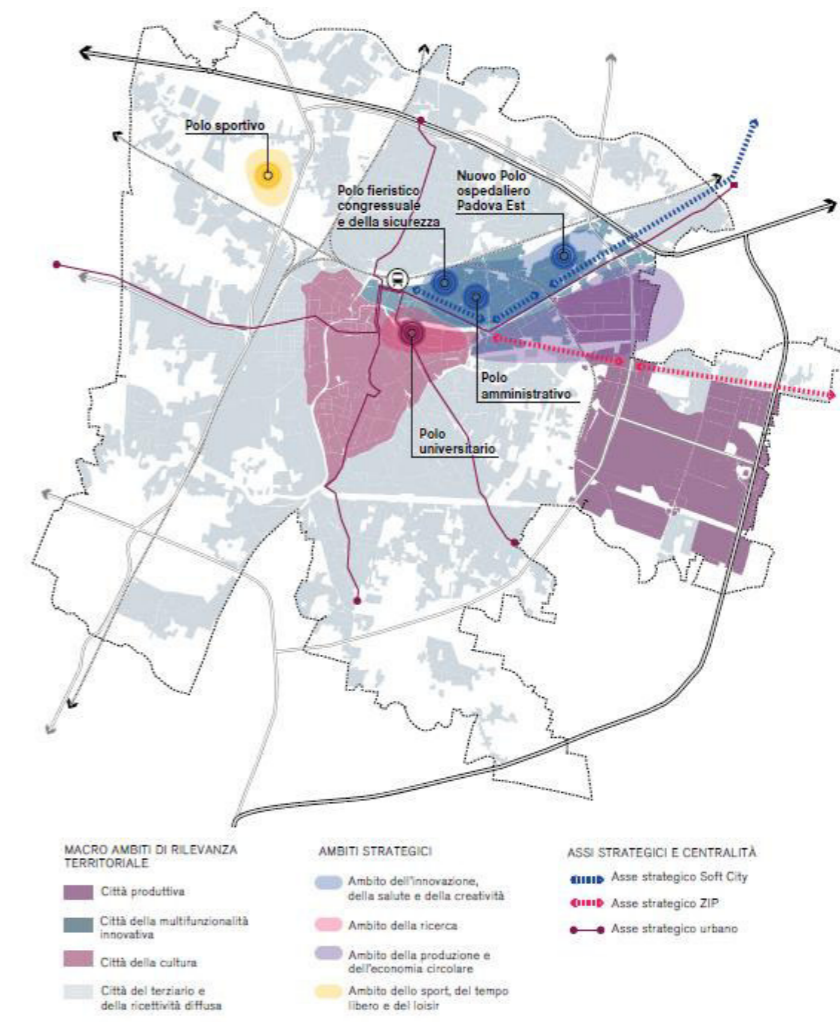 Polo sportivo
Polo fieristico
congressuale
e della sicurezza
Nuovo Polo
ospedaliero
Padova Est
Polo
amministrativo
Polo
universitario
MACRO AMBITI DI RILEVANZA
TERRITORIALE
Città produttiva
Città della multifunzionalità
innovativa
Città della cultura
Città del terziario e
della ricettività diffusa
AMBITI STRATEGICI
Ambito dell'innovazione,
della salute e della creatività
Ambito della ricerca
Ambito della produzione e
dell'economia circolare
Ambito dello sport, del tempo
libero e del loisir
ASSI STRATEGICI E CENTRALITÀ
Asse strategico Soft City
Asse strategico ZIP
Asse strategico urbano